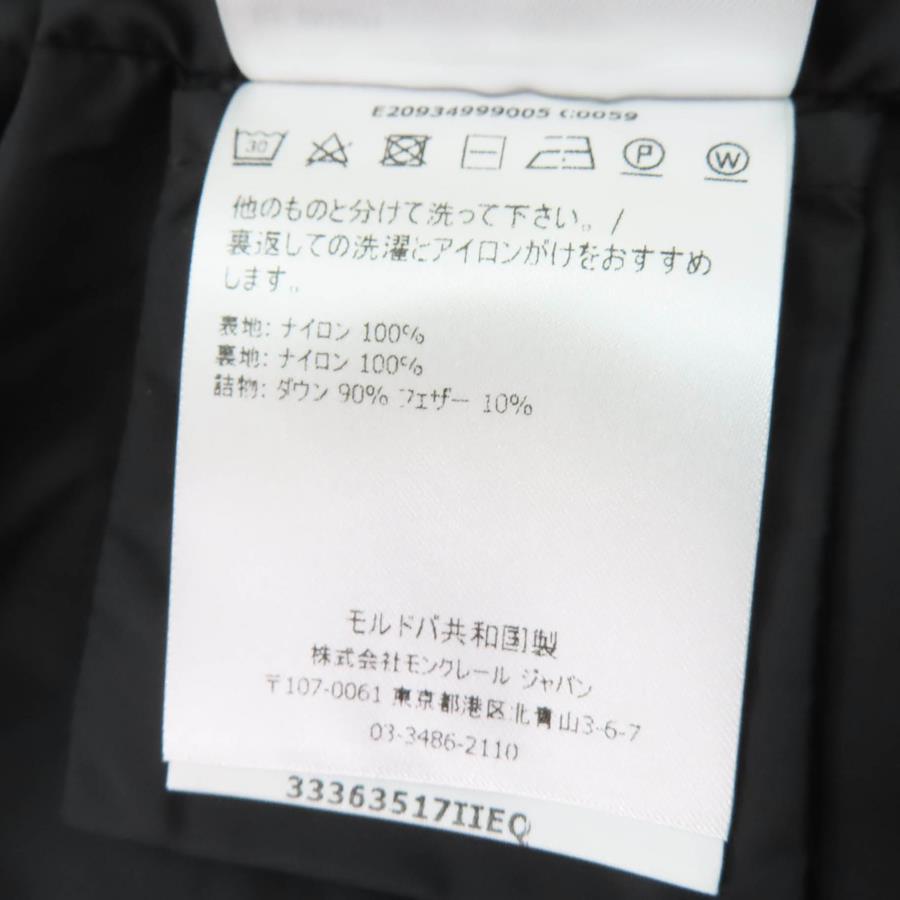 E20934999005 C0059
30 P W
他のものと分けて洗って下さい。/
裏返しての洗濯とアイロンがけをおすすめ
します。
表地: ナイロン 100%
裏地: ナイロン 100%
詰物: ダウン 90% フェザー 10%
モルドバ共和国製
株式会社モンクレール ジャパン
〒107-0061 東京都港区北青山3-6-7
03-3486-2110
33363517IIEQ